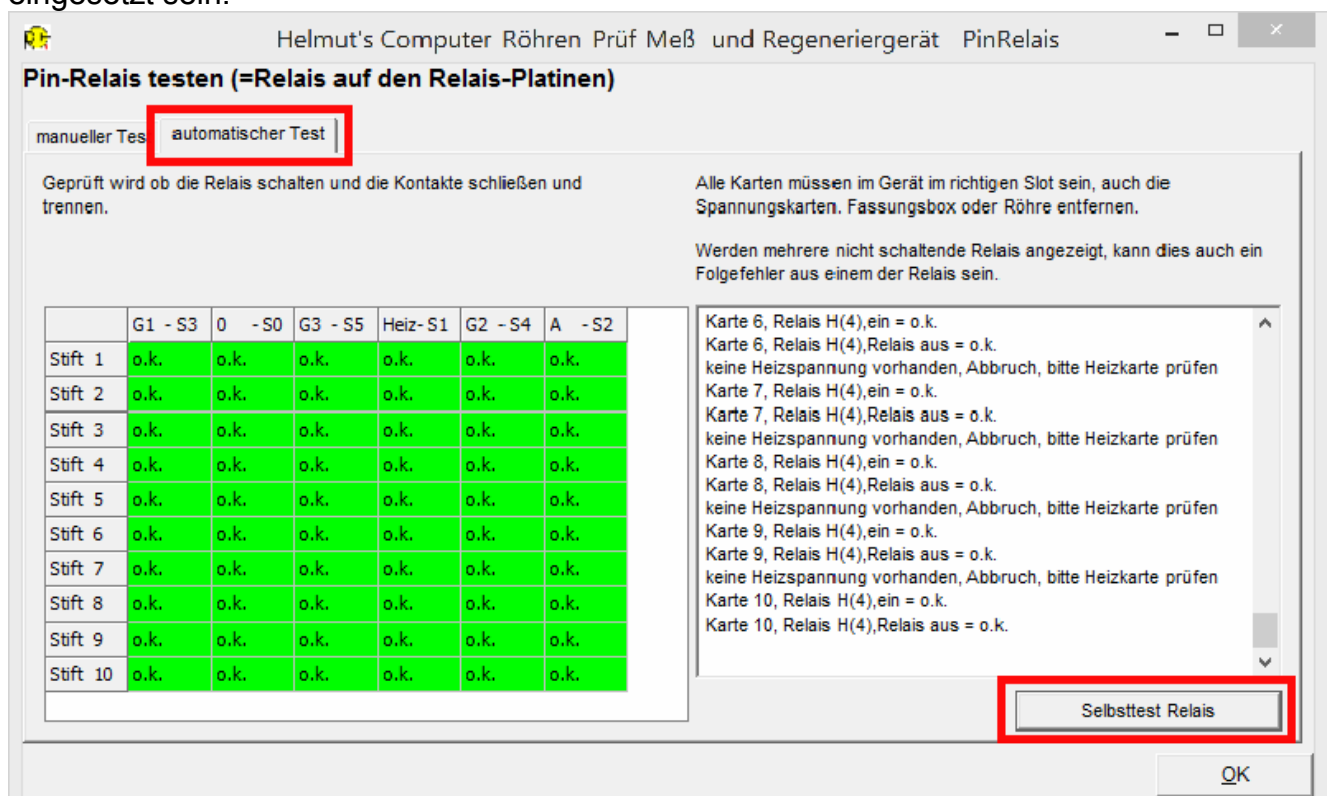 eingesetzt sein.
Helmut's Computer Röhren Prüf Meß und Regeneriergerät PinRelais
Pin-Relais testen (=Relais auf den Relais-Platinen)
manueller Tes automatischer Test
Geprüft wird ob die Relais schalten und die Kontakte schließen und
trennen.
Alle Karten müssen im Gerät im richtigen Slot sein, auch die
Spannungskarten. Fassungsbox oder Röhre entfernen.
Werden mehrere nicht schaltende Relais angezeigt, kann dies auch ein
Folgefehler aus einem der Relais sein.
G1 - S3 0 - S0 G3 - S5 Heiz- S1 G2 - S4 A - S2
Stift 1 o.k. o.k. o.k. o.k. o.k. o.k.
Stift 2 o.k. o.k. o.k. o.k. o.k. o.k.
Stift 3 o.k. o.k. o.k. o.k. o.k. o.k.
Stift 4 o.k. o.k. o.k. o.k. o.k. o.k.
Stift 5 o.k. o.k. o.k. o.k. o.k. o.k.
Stift 6 o.k. o.k. o.k. o.k. o.k. o.k.
Stift 7 o.k. o.k. o.k. o.k. o.k. o.k.
Stift 8 o.k. o.k. o.k. o.k. o.k. o.k.
Stift 9 o.k. o.k. o.k. o.k. o.k. o.k.
Stift 10 o.k. o.k. o.k. o.k. o.k. o.k.
Karte 6, Relais H(4),ein = o.k.
Karte 6, Relais H(4),Relais aus = o.k.
keine Heizspannung vorhanden, Abbruch, bitte Heizkarte prüfen
Karte 7, Relais H(4),ein = o.k.
Karte 7, Relais H(4),Relais aus = o.k.
keine Heizspannung vorhanden, Abbruch, bitte Heizkarte prüfen
Karte 8, Relais H(4),ein = o.k.
Karte 8, Relais H(4),Relais aus = o.k.
keine Heizspannung vorhanden, Abbruch, bitte Heizkarte prüfen
Karte 9, Relais H(4),ein = o.k.
Karte 9, Relais H(4),Relais aus = o.k.
keine Heizspannung vorhanden, Abbruch, bitte Heizkarte prüfen
Karte 10, Relais H(4),ein = o.k.
Karte 10, Relais H(4),Relais aus = o.k.
Selbsttest Relais
OK